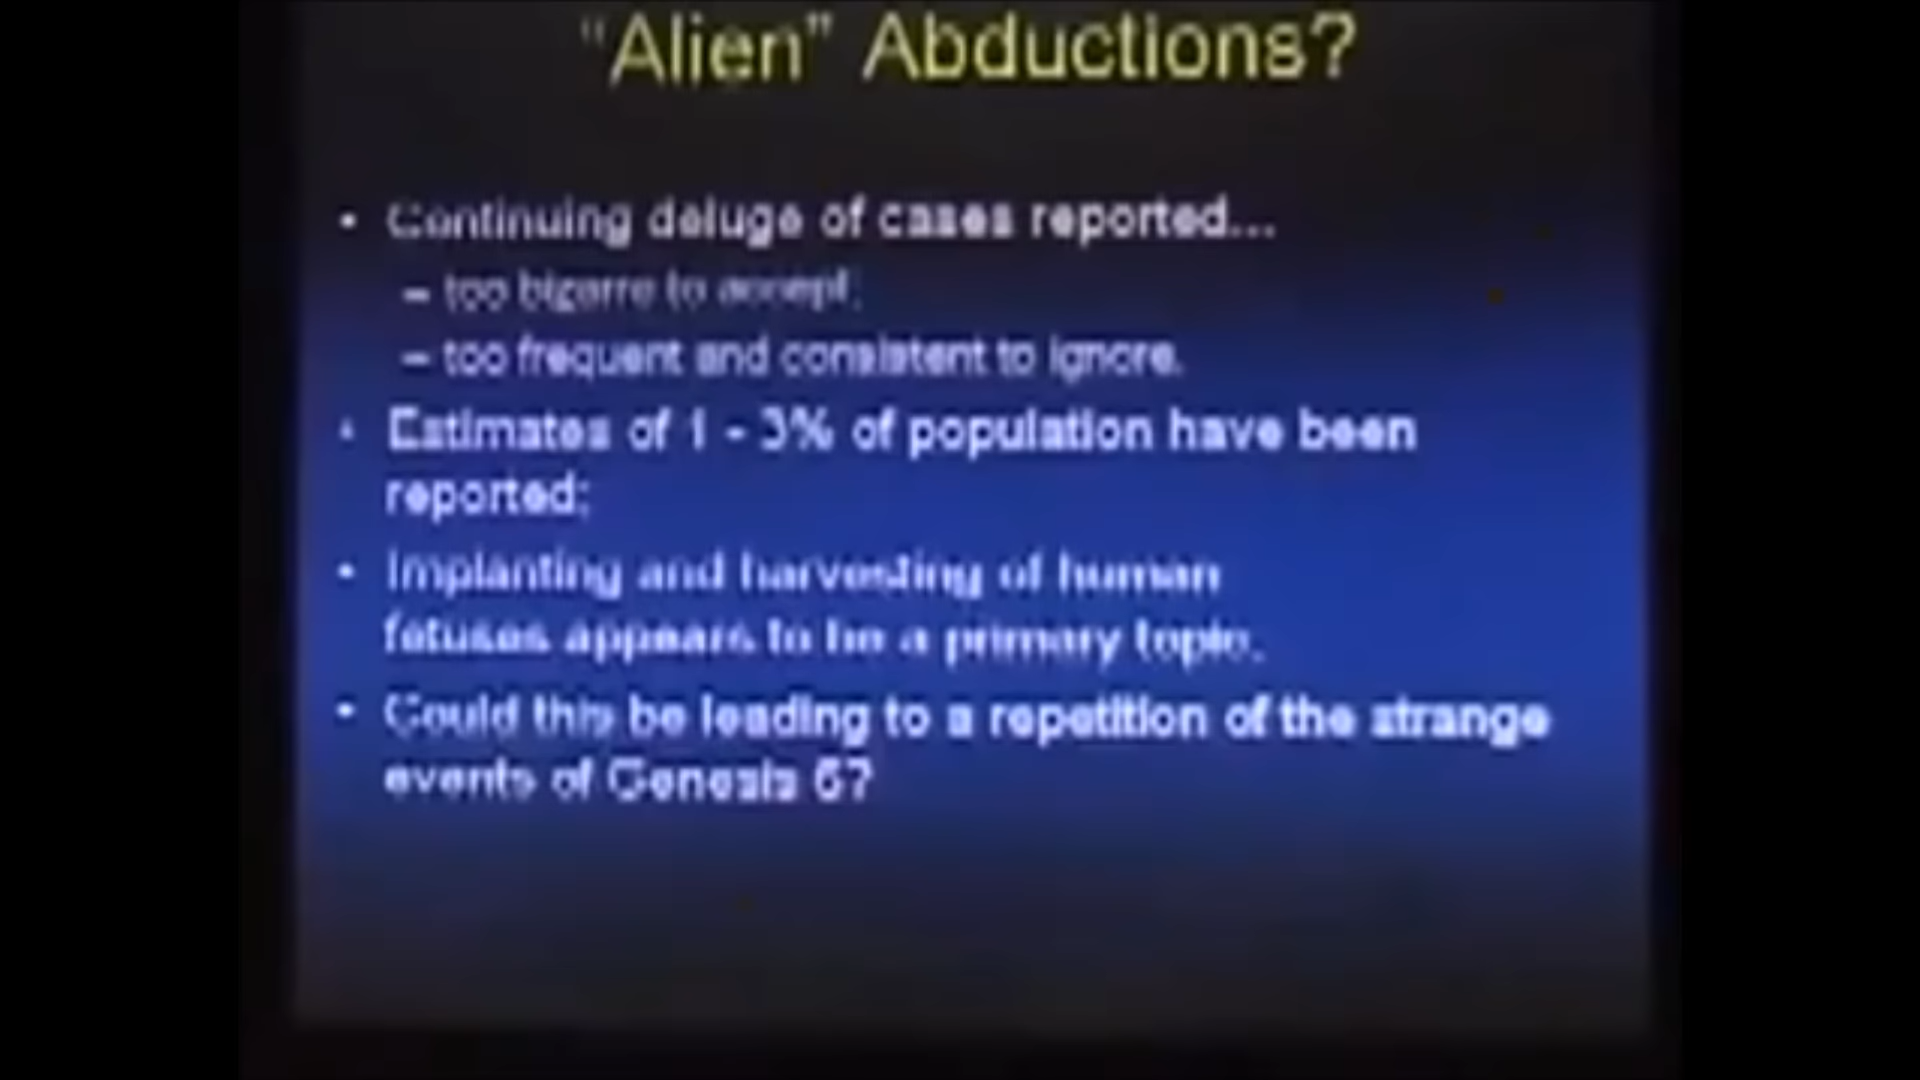 "Alien" Abductions?
• Continuing deluge of cases reported...
– too bizarre to accept;
– too frequent and consistent to ignore.
• Estimates of 1 - 3% of population have been
reported;
• Implanting and harvesting of human
fetuses appears to be a primary topic.
• Could this be leading to a repetition of the strange
events of Genesis 6?